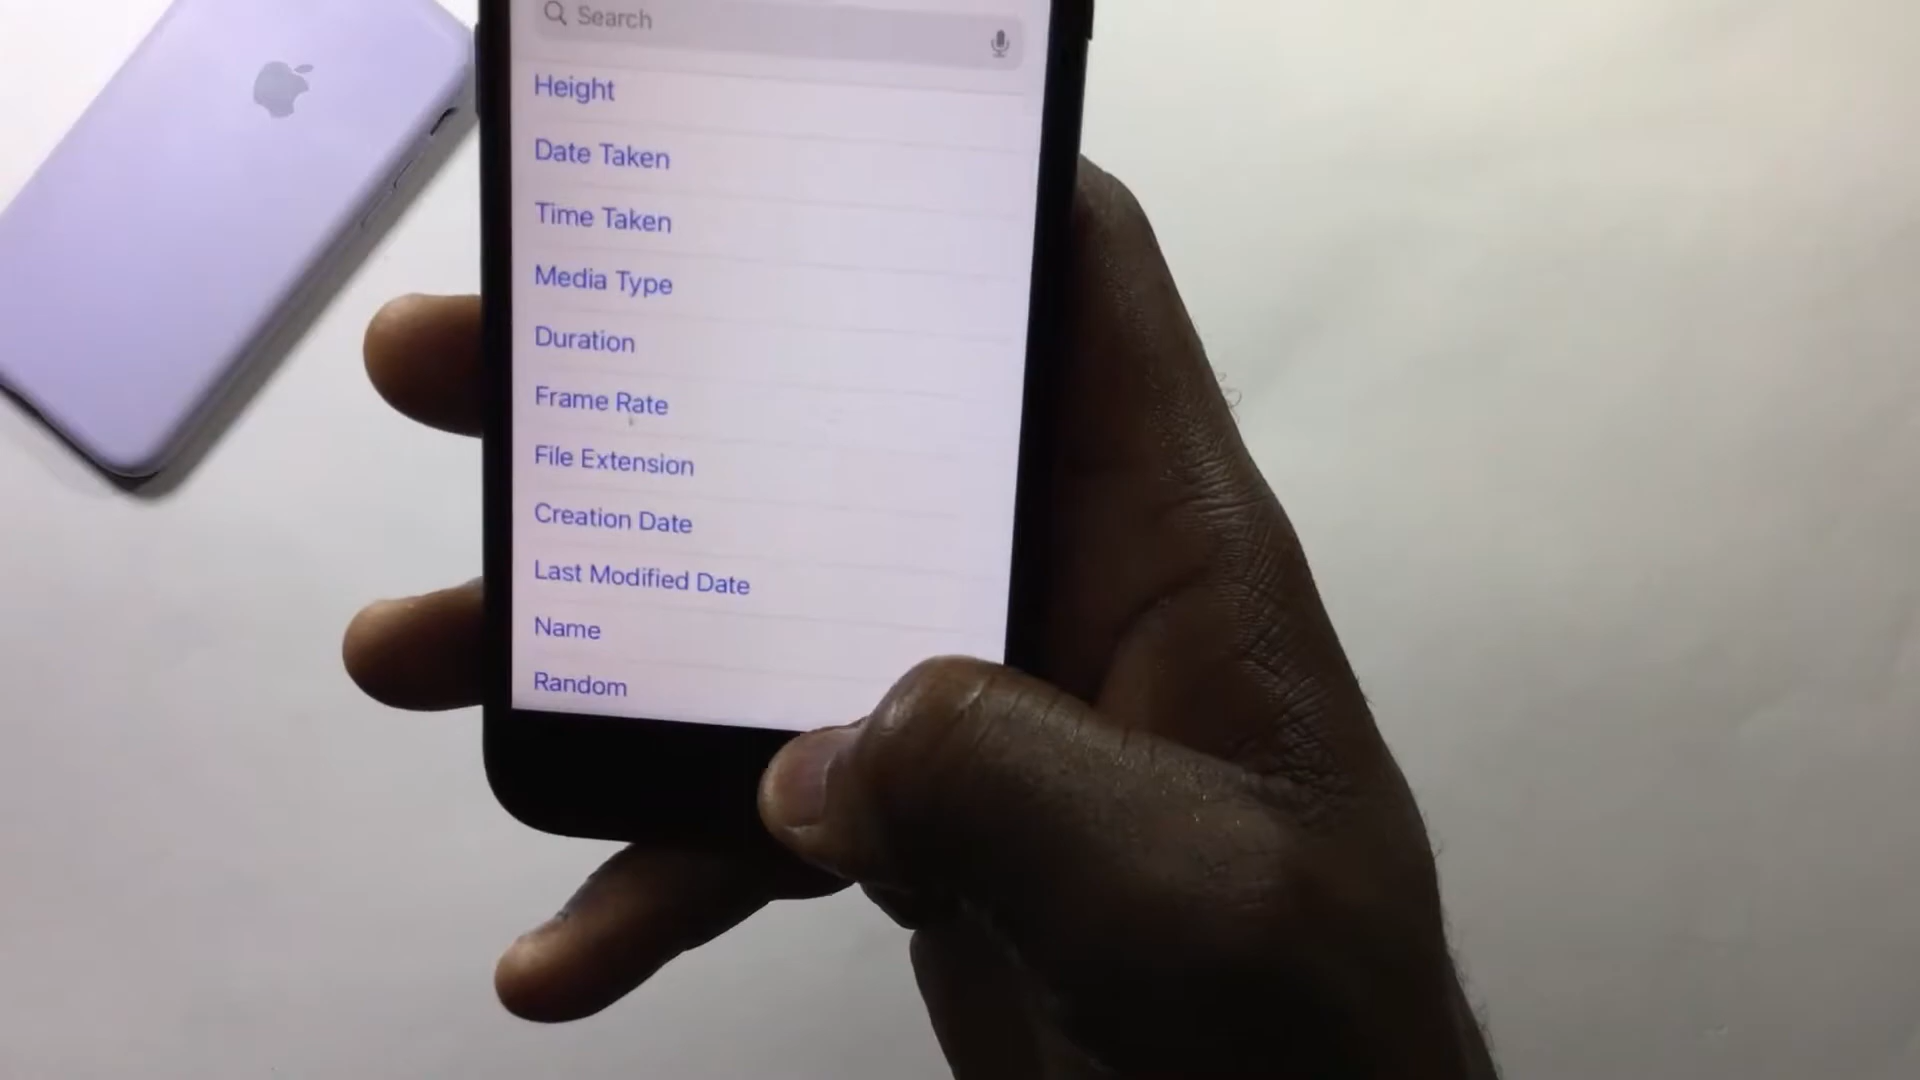 Search
Height
Date Taken
Time Taken
Media Type
Duration
Frame Rate
File Extension
Creation Date
Last Modified Date
Name
Random